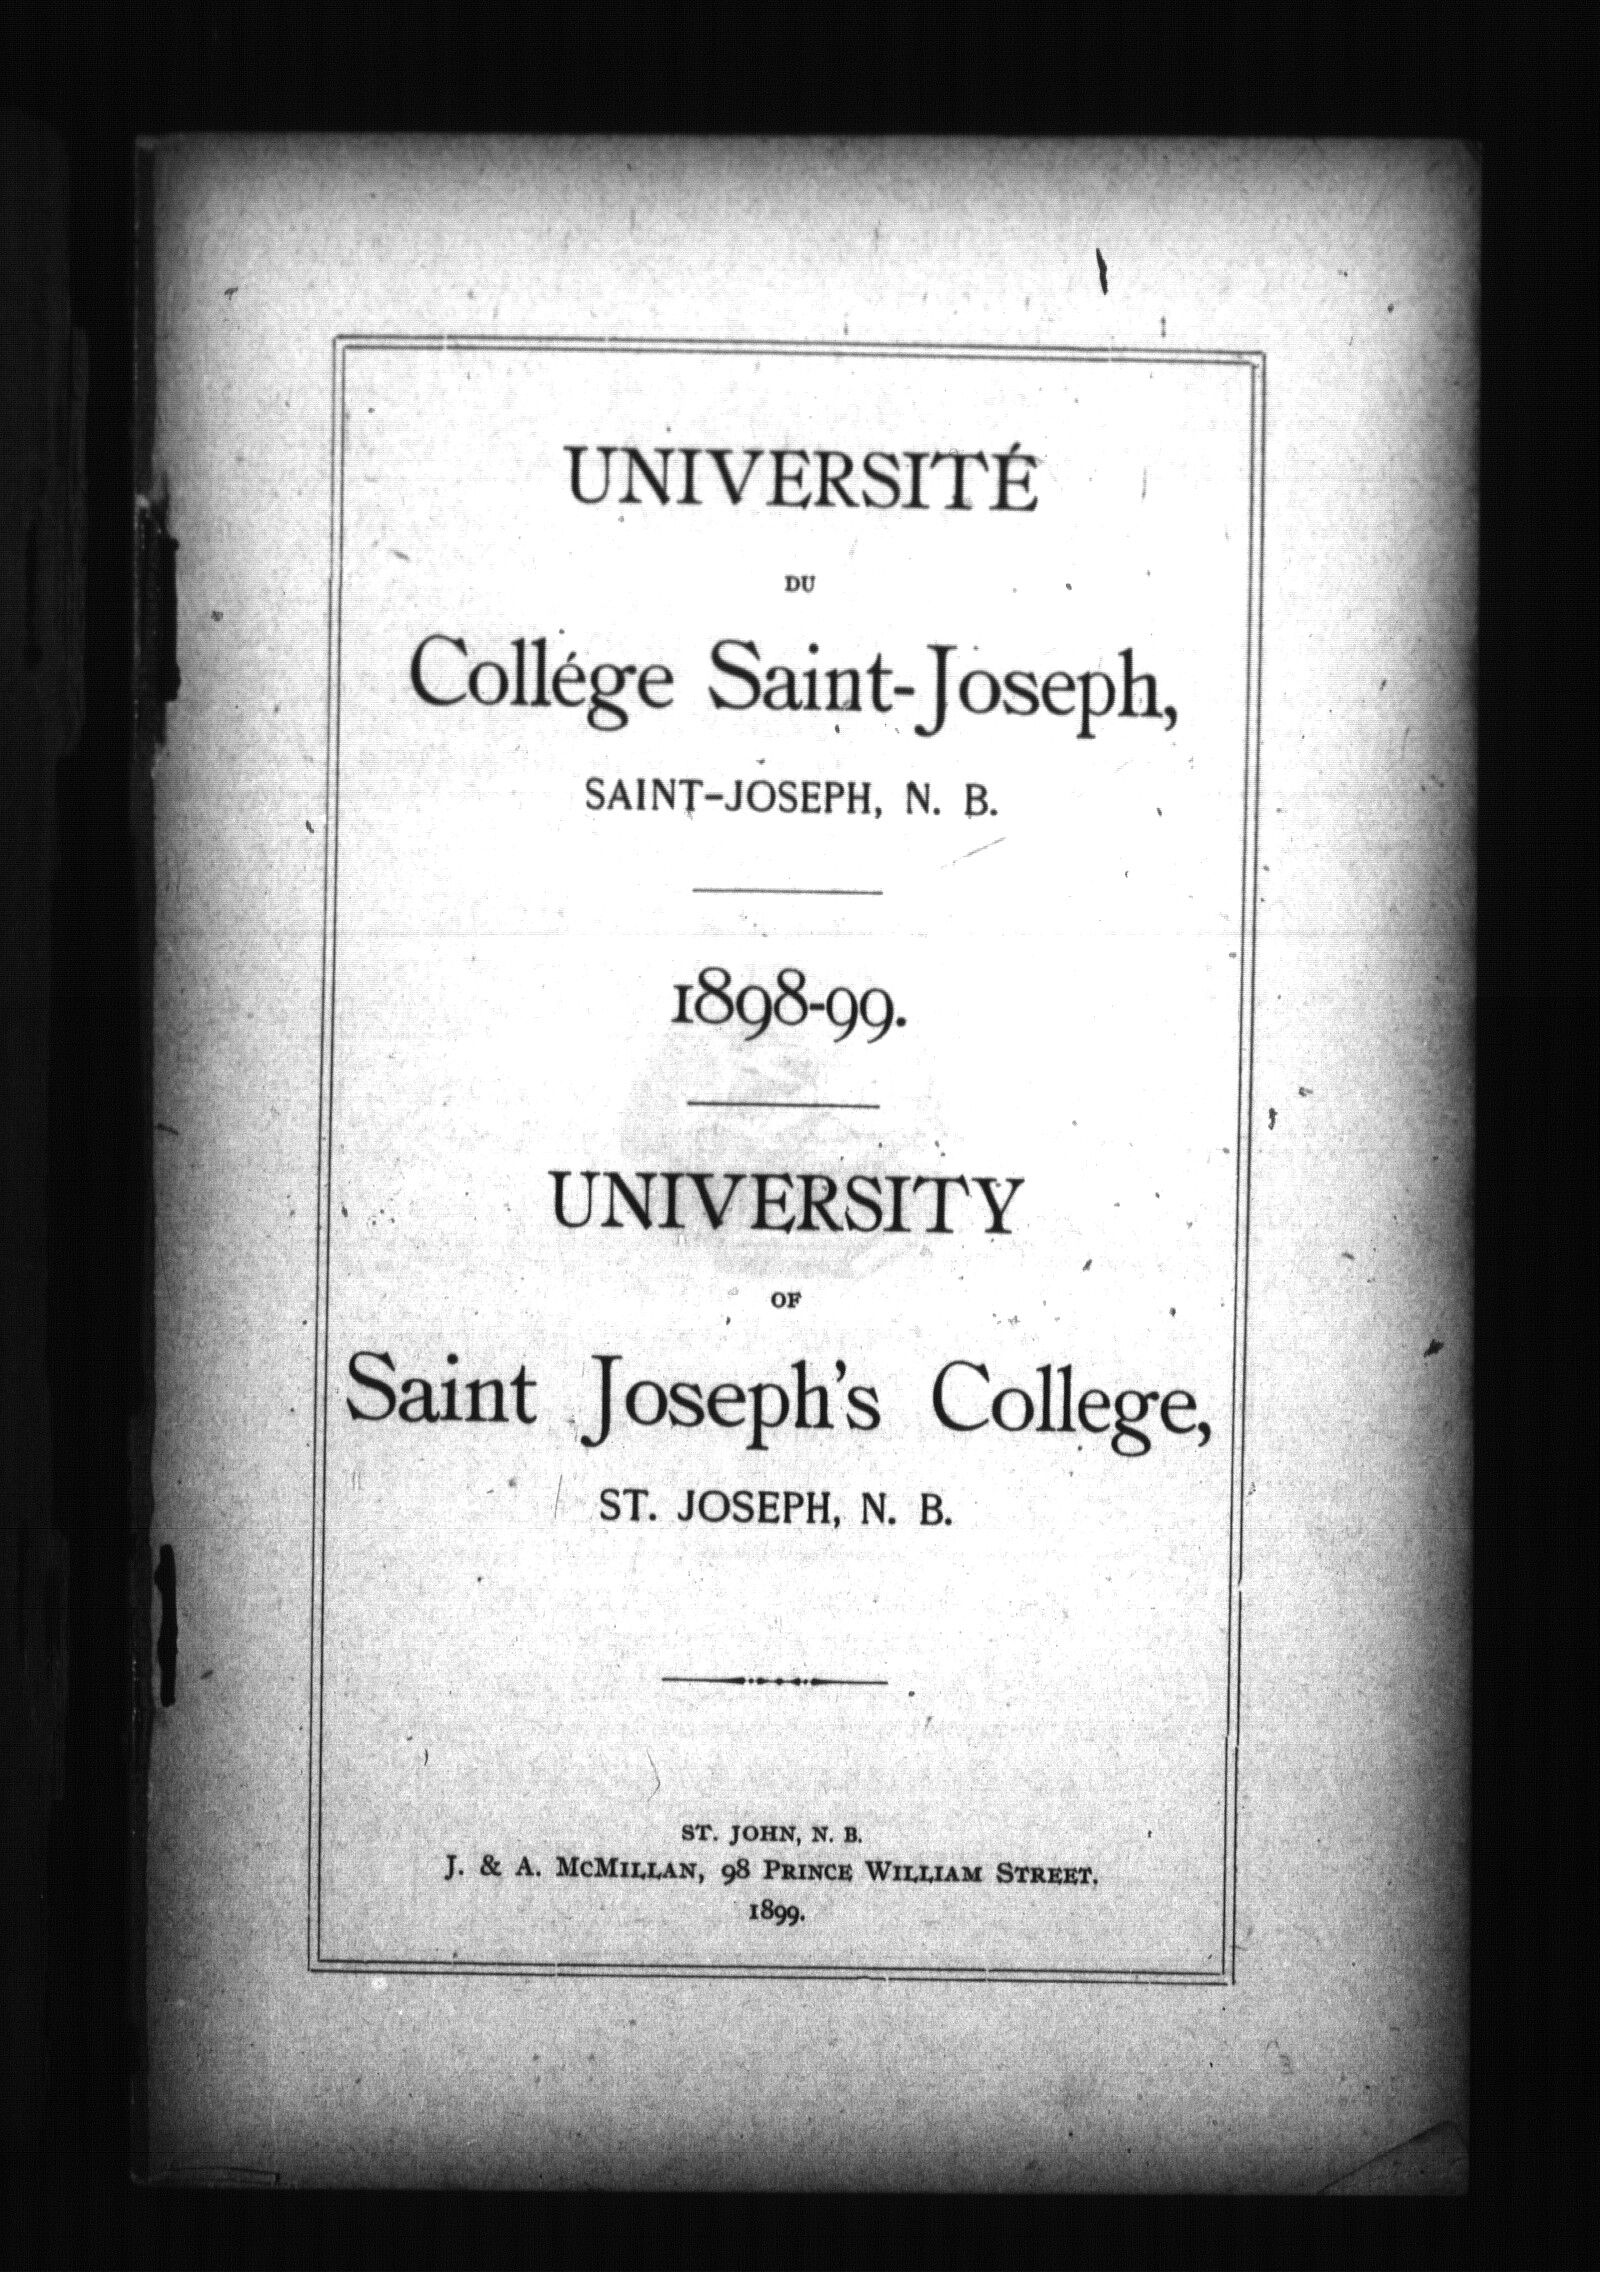 UNIVERSITÉ
DU
Collége Saint-Joseph,
SAINT-JOSEPH, N. B.
1898-99.
UNIVERSITY
OF
Saint Joseph's College,
ST. JOSEPH, N. B.
ST. JOHN, N. B.
J. & A. McMillan, 98 Prince William Street.
1899.